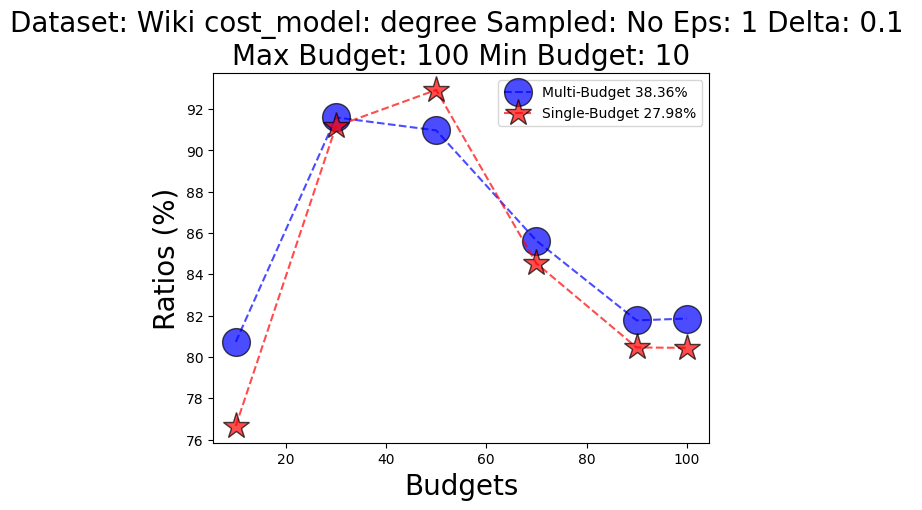 Dataset: Wiki cost_model: degree Sampled: No Eps: 1 Delta: 0.1
Max Budget: 100 Min Budget: 10
Multi-Budget 38.36%
Single-Budget 27.98%
Ratios (%)
92
90
88
86
84
82
80
78
76
20
40
60
80
100
Budgets